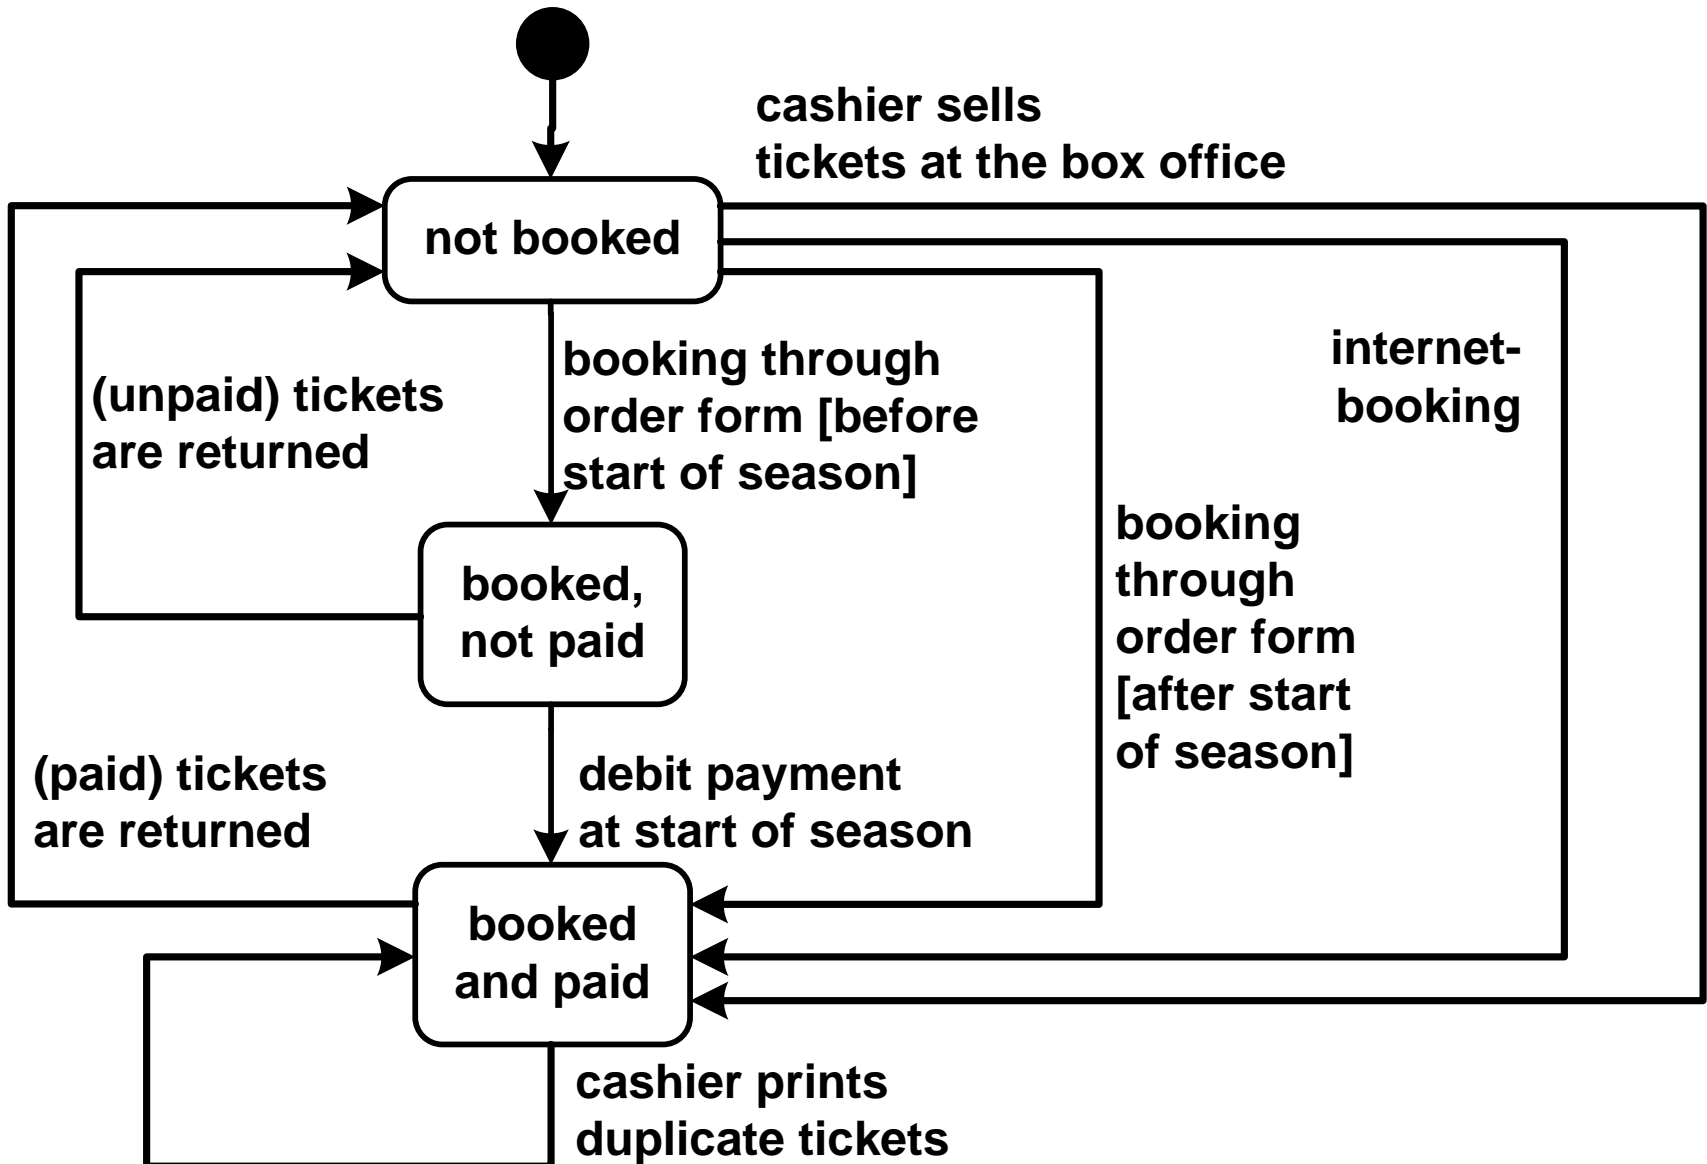 cashier sells
tickets at the box office
not booked
internet-
booking
booking through
order form [before
start of season]
(unpaid) tickets
are returned
booking
through
order form
[after start
of season]
booked,
not paid
(paid) tickets
are returned
debit payment
at start of season
booked
and paid
cashier prints
duplicate tickets